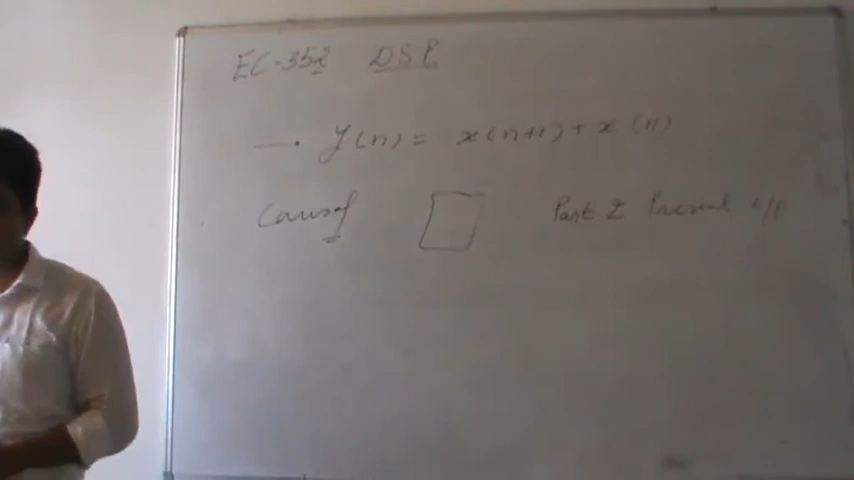 EC-352 DSP
→ y(n) = x(n+1) + x(n)
Causal Past & Present i/p